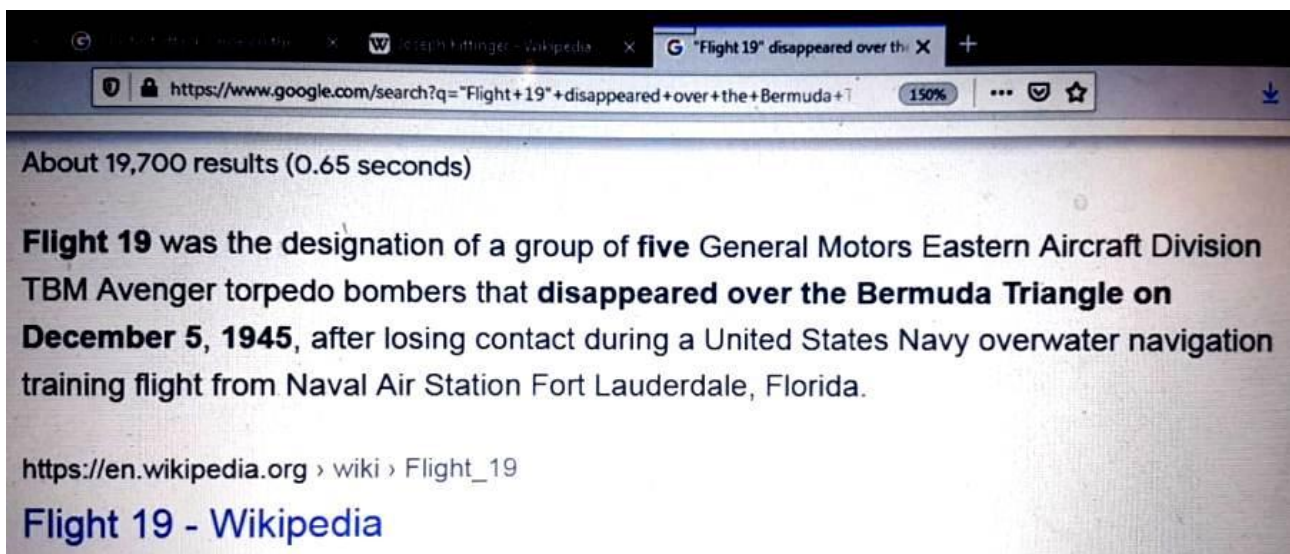 Joseph Kittinger - Wikipedia "Flight 19" disappeared over the
https://www.google.com/search?q="Flight+19"+disappeared+over+the+Bermuda+T 150%
About 19,700 results (0.65 seconds)
Flight 19 was the designation of a group of five General Motors Eastern Aircraft Division
TBM Avenger torpedo bombers that disappeared over the Bermuda Triangle on
December 5, 1945, after losing contact during a United States Navy overwater navigation
training flight from Naval Air Station Fort Lauderdale, Florida.
https://en.wikipedia.org › wiki › Flight_19
Flight 19 - Wikipedia